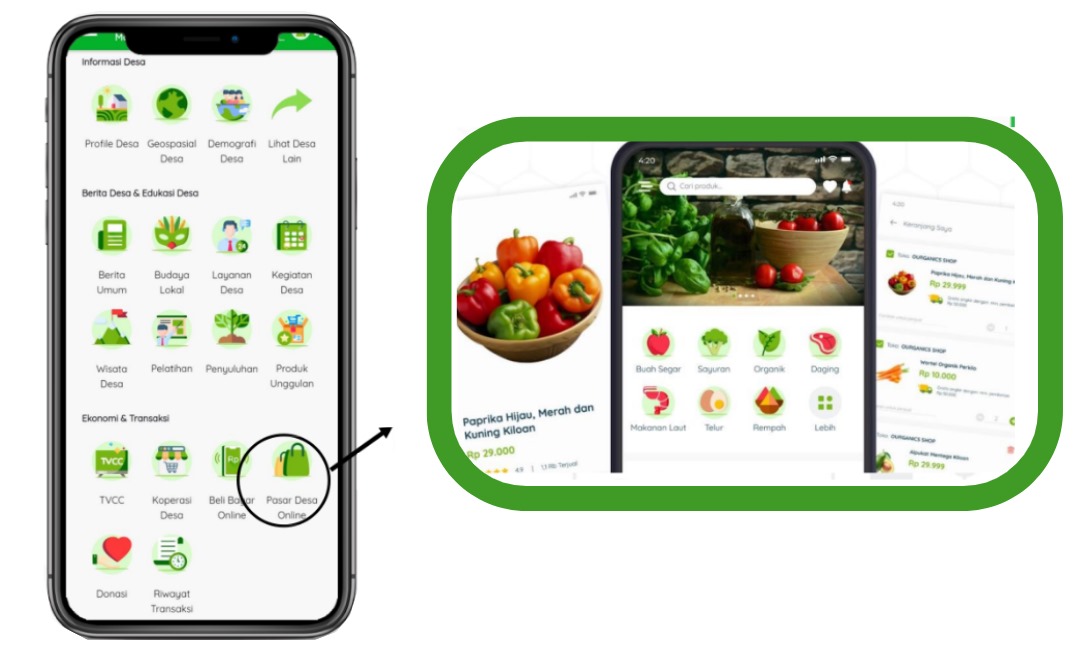 Informasi Desa
Profile Desa
Geospasial
Desa
Demografi
Desa
Lihat Desa
Lain
Berita Desa & Edukasi Desa
Berita
Umum
Budaya
Lokal
Layanan
Desa
Kegiatan
Desa
Wisata
Desa
Pelatihan
Penyuluhan
Produk
Unggulan
Ekonomi & Transaksi
TVCC
TVCC
Koperasi
Desa
Rp
Beli Bayar
Online
Pasar Desa
Online
Donasi
Riwayat
Transaksi
Paprika Hijau, Merah dan
Kuning Kiloan
Rp 29.000
4.9 | 1,1 Rb Terjual
4:20
Cari produk...
Buah Segar
Sayuran
Organik
Daging
Makanan Laut
Telur
Rempah
Lebih
4:20
Keranjang Saya
Toko OURGANICS SHOP
Paprika Hijau, Merah dan Kuning
Rp 29.999
Toko OURGANICS SHOP
Wortel Organik Perkilo
Rp 10.000
Toko OURGANICS SHOP
Alpukat Mentega Kiloan
Rp 29.999